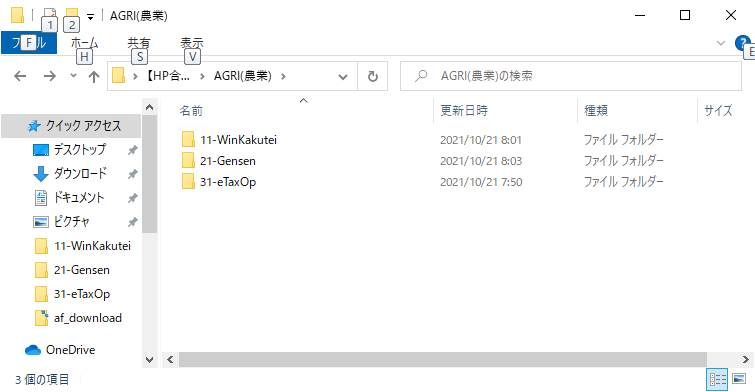 1 2 AGRI(農業)
ファイル ホーム 共有 表示
F H S V E
【HP合... AGRI(農業) AGRI(農業)の検索
名前 更新日時 種類 サイズ
クイック アクセス
デスクトップ
ダウンロード
ドキュメント
ピクチャ
11-WinKakutei
21-Gensen
31-eTaxOp
af_download
OneDrive
11-WinKakutei 2021/10/21 8:01 ファイル フォルダー
21-Gensen 2021/10/21 8:03 ファイル フォルダー
31-eTaxOp 2021/10/21 7:50 ファイル フォルダー
3 個の項目